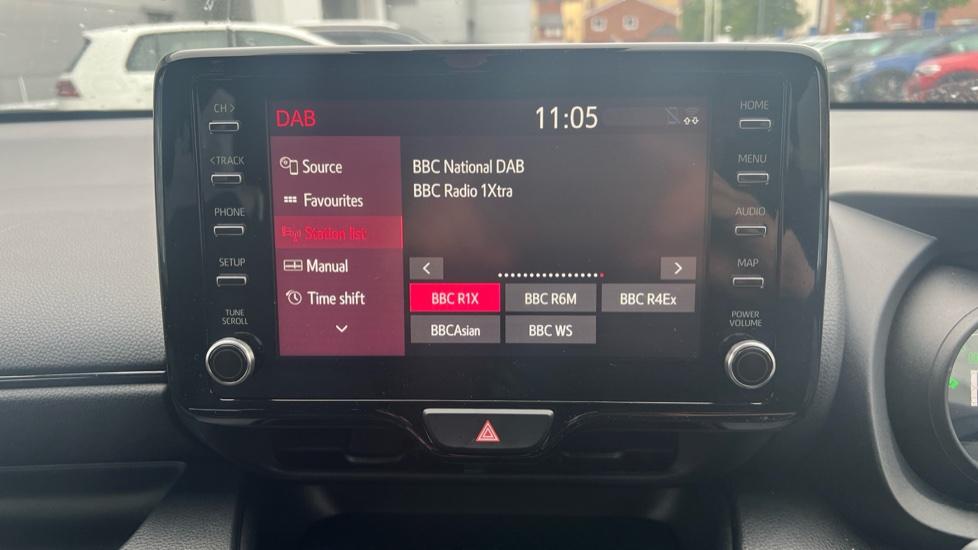 CH >
< TRACK
PHONE
SETUP
TUNE
SCROLL
DAB
11:05
Source
Favourites
Station list
Manual
Time shift
BBC National DAB
BBC Radio 1Xtra
BBC R1X
BBC R6M
BBC R4Ex
BBCAsian
BBC WS
HOME
MENU
AUDIO
MAP
POWER
VOLUME